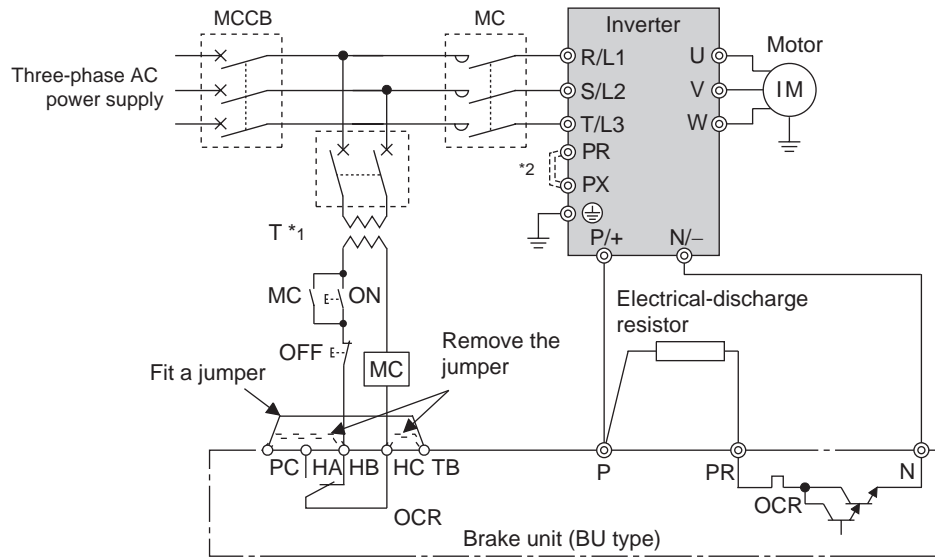 MCCB
MC
Inverter
Three-phase AC
power supply
R/L1
S/L2
T/L3
PR
PX
*2
U
V
W
Motor
IM
P/+
N/−
T *1
MC
ON
OFF
MC
Fit a jumper
Remove the
jumper
Electrical-discharge
resistor
PC
HA
HB
HC
TB
P
PR
N
OCR
OCR
Brake unit (BU type)